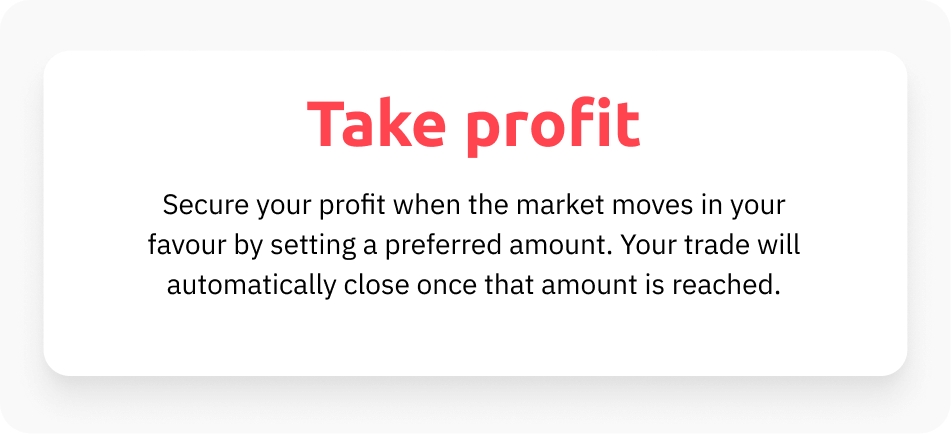 Take profit
Secure your profit when the market moves in your
favour by setting a preferred amount. Your trade will
automatically close once that amount is reached.